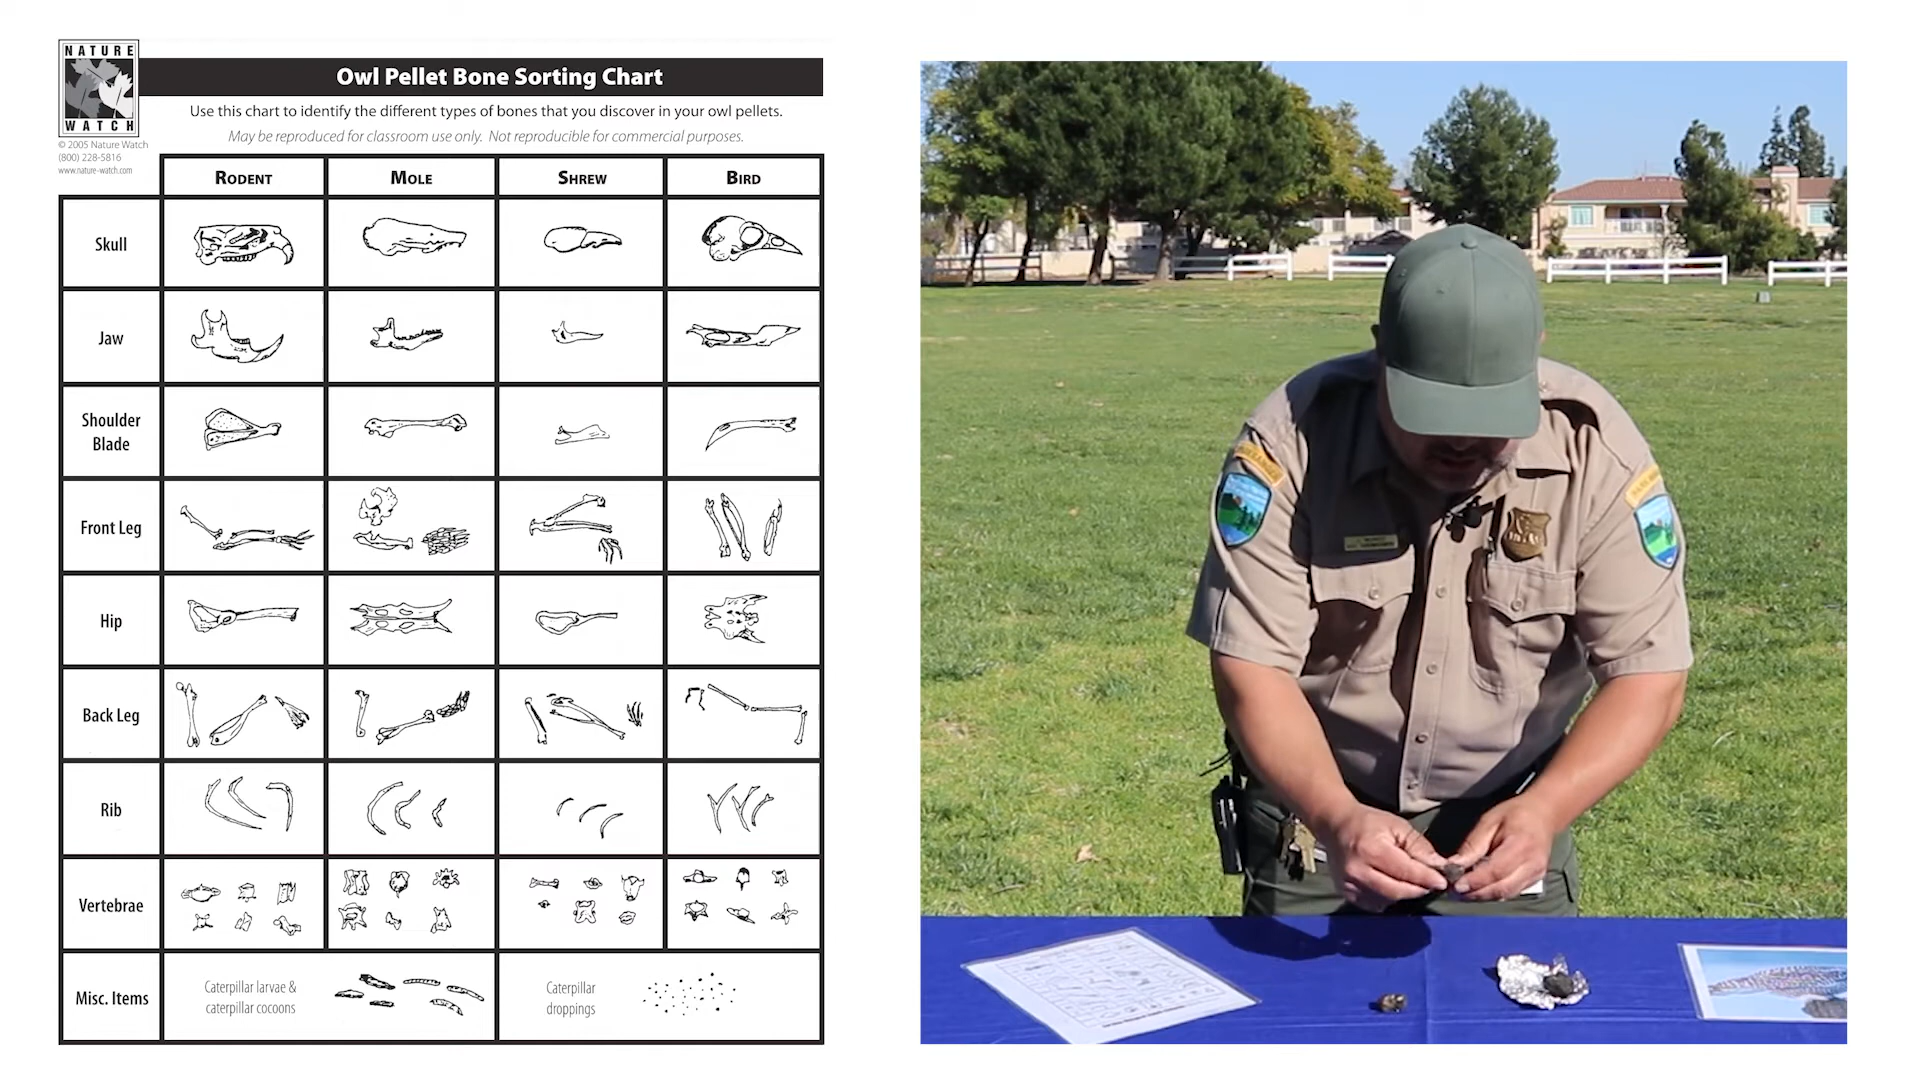 NATURE
WATCH
© 2005 Nature Watch
(800) 228-5816
www.nature-watch.com
Owl Pellet Bone Sorting Chart
Use this chart to identify the different types of bones that you discover in your owl pellets.
May be reproduced for classroom use only. Not reproducible for commercial purposes.
RODENT MOLE SHREW BIRD
Skull
Jaw
Shoulder
Blade
Front Leg
Hip
Back Leg
Rib
Vertebrae
Misc. Items
Caterpillar larvae &
caterpillar cocoons
Caterpillar
droppings